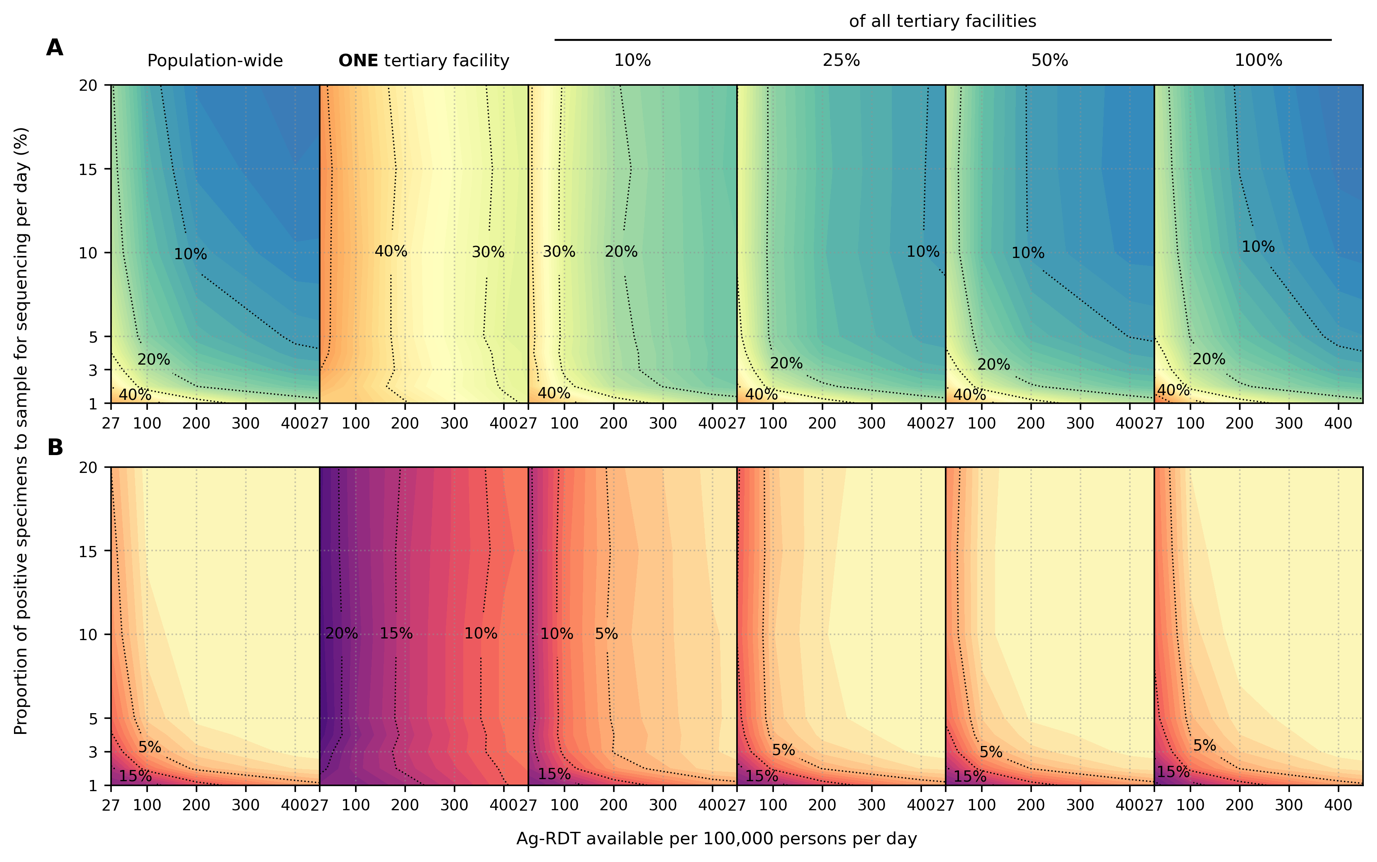 of all tertiary facilities
A
Population-wide ONE tertiary facility 10% 25% 50% 100%
Proportion of positive specimens to sample for sequencing per day (%)
20
15
10
5
3
1
10% 20% 40%
40% 30%
30% 20% 40%
10% 20% 40%
10% 20% 40%
10% 20% 40%
27 100 200 300 400 27 100 200 300 400 27 100 200 300 400 27 100 200 300 400 27 100 200 300 400 27 100 200 300 400
B
20
15
10
5
3
1
5% 15%
20% 15% 10%
10% 5% 15%
5% 15%
5% 15%
5% 15%
27 100 200 300 400 27 100 200 300 400 27 100 200 300 400 27 100 200 300 400 27 100 200 300 400 27 100 200 300 400
Ag-RDT available per 100,000 persons per day